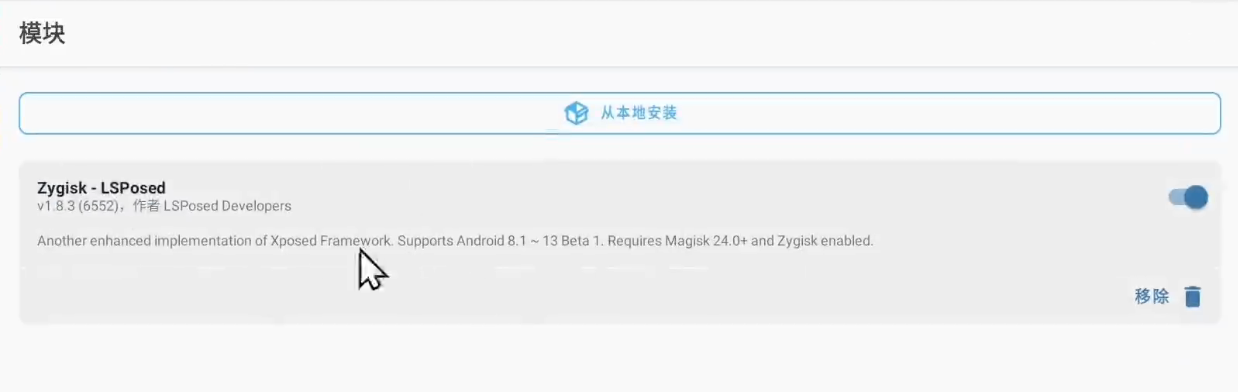 模块
从本地安装
Zygisk - LSPosed
v1.8.3 (6552)，作者 LSPosed Developers
Another enhanced implementation of Xposed Framework. Supports Android 8.1 ~ 13 Beta 1. Requires Magisk 24.0+ and Zygisk enabled.
移除